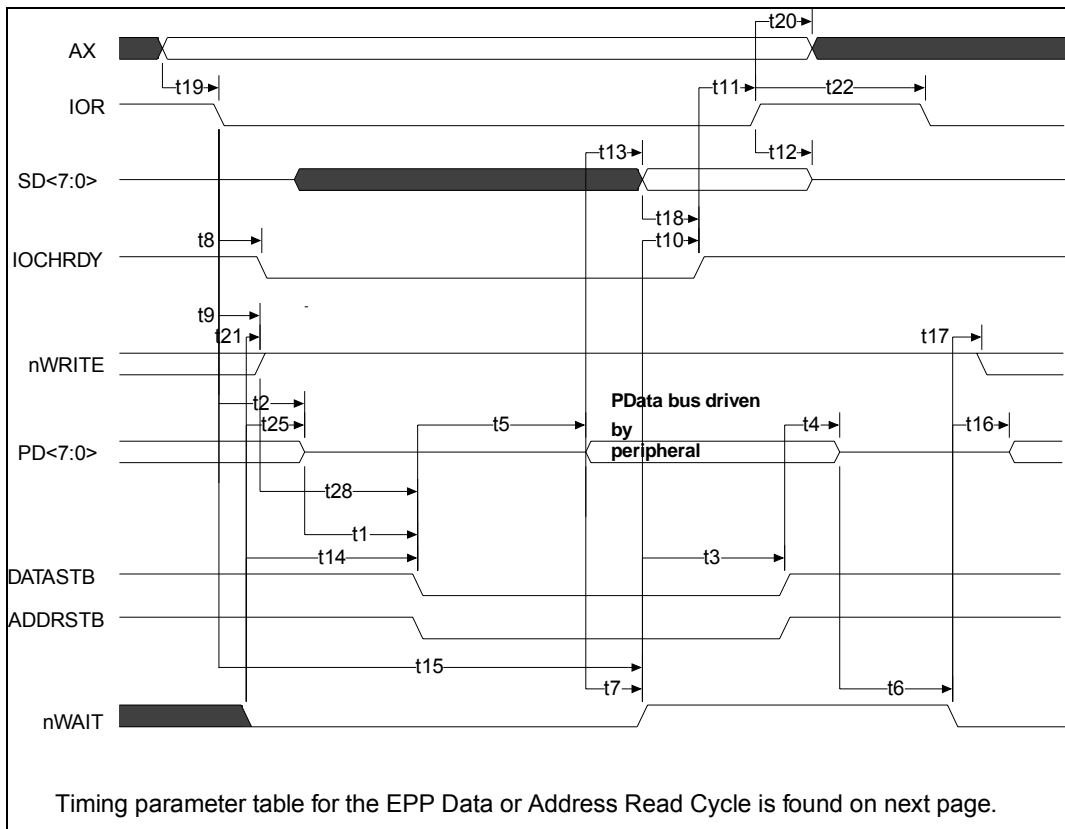 t20
AX
t19
t11
t22
IOR
t13
t12
SD<7:0>
t18
t8
t10
IOCHRDY
t9
t21
t17
nWRITE
t2
PData bus driven
t25
t5
by
t4
t16
PD<7:0>
peripheral
t28
t1
t14
t3
DATASTB
ADDRSTB
t15
t7
t6
nWAIT
Timing parameter table for the EPP Data or Address Read Cycle is found on next page.